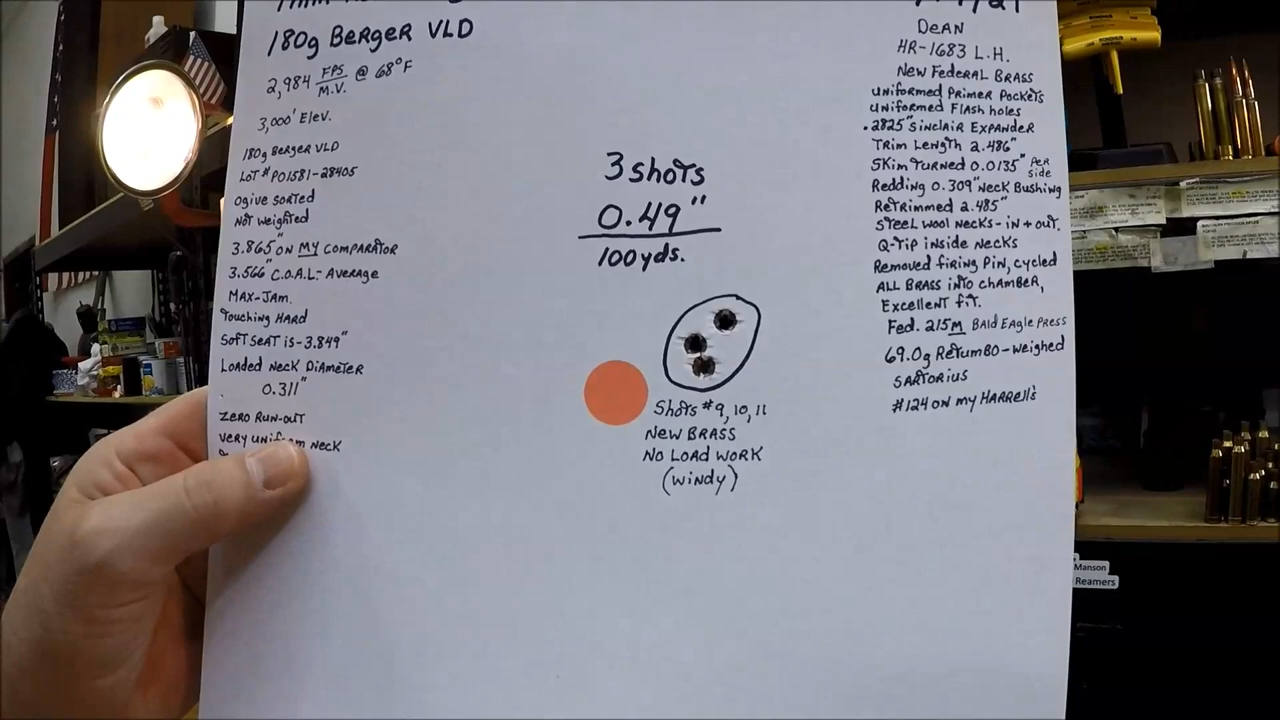 180g Berger VLD
2,984 FPS/M.V. @ 68°F
3,000' Elev.
180g Berger VLD
LOT # P01581-28405
ogive sorted
Not weighted
3.865" on my comparator
3.566" C.O.A.L.- Average
MAX-JAM.
Touching HARD
SOFT SEAT is - 3.849"
Loaded Neck Diameter
0.311"
ZERO RUN-OUT
VERY uniform NECK
3 shots
0.49"
100 yds.
Shots # 9, 10, 11
NEW BRASS
NO LOAD WORK
(windy)
DEAN
HR-1683 L.H.
New Federal BRASS
uniformed Primer Pockets
uniformed Flash holes
.2825" Sinclair Expander
Trim Length 2.486"
Skim Turned 0.0135" per side
Redding 0.309" Neck Bushing
Retrimmed 2.485"
Steel wool Necks - in + out.
Q-Tip inside Necks
Removed firing Pin, cycled
ALL BRASS into chamber,
Excellent fit.
Fed. 215M Bald Eagle Press
69.0g Retumbo - weighed
SARTORIUS
#124 on my HARRELL's
Manson
Reamers